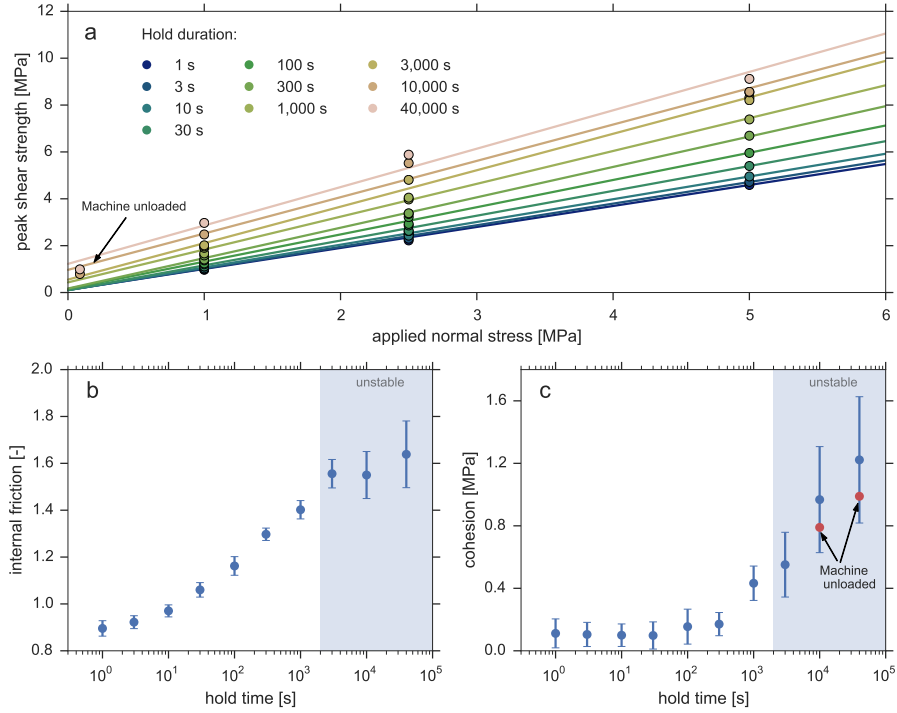 a
Hold duration:
1 s
100 s
3,000 s
3 s
300 s
10,000 s
10 s
1,000 s
40,000 s
30 s
Machine unloaded
peak shear strength [MPa]
12
10
8
6
4
2
0
0 1 2 3 4 5 6
applied normal stress [MPa]
b
unstable
internal friction [-]
2.0
1.8
1.6
1.4
1.2
1.0
0.8
10⁰ 10¹ 10² 10³ 10⁴ 10⁵
hold time [s]
c
unstable
cohesion [MPa]
1.6
1.2
0.8
0.4
0.0
Machine
unloaded
10⁰ 10¹ 10² 10³ 10⁴ 10⁵
hold time [s]